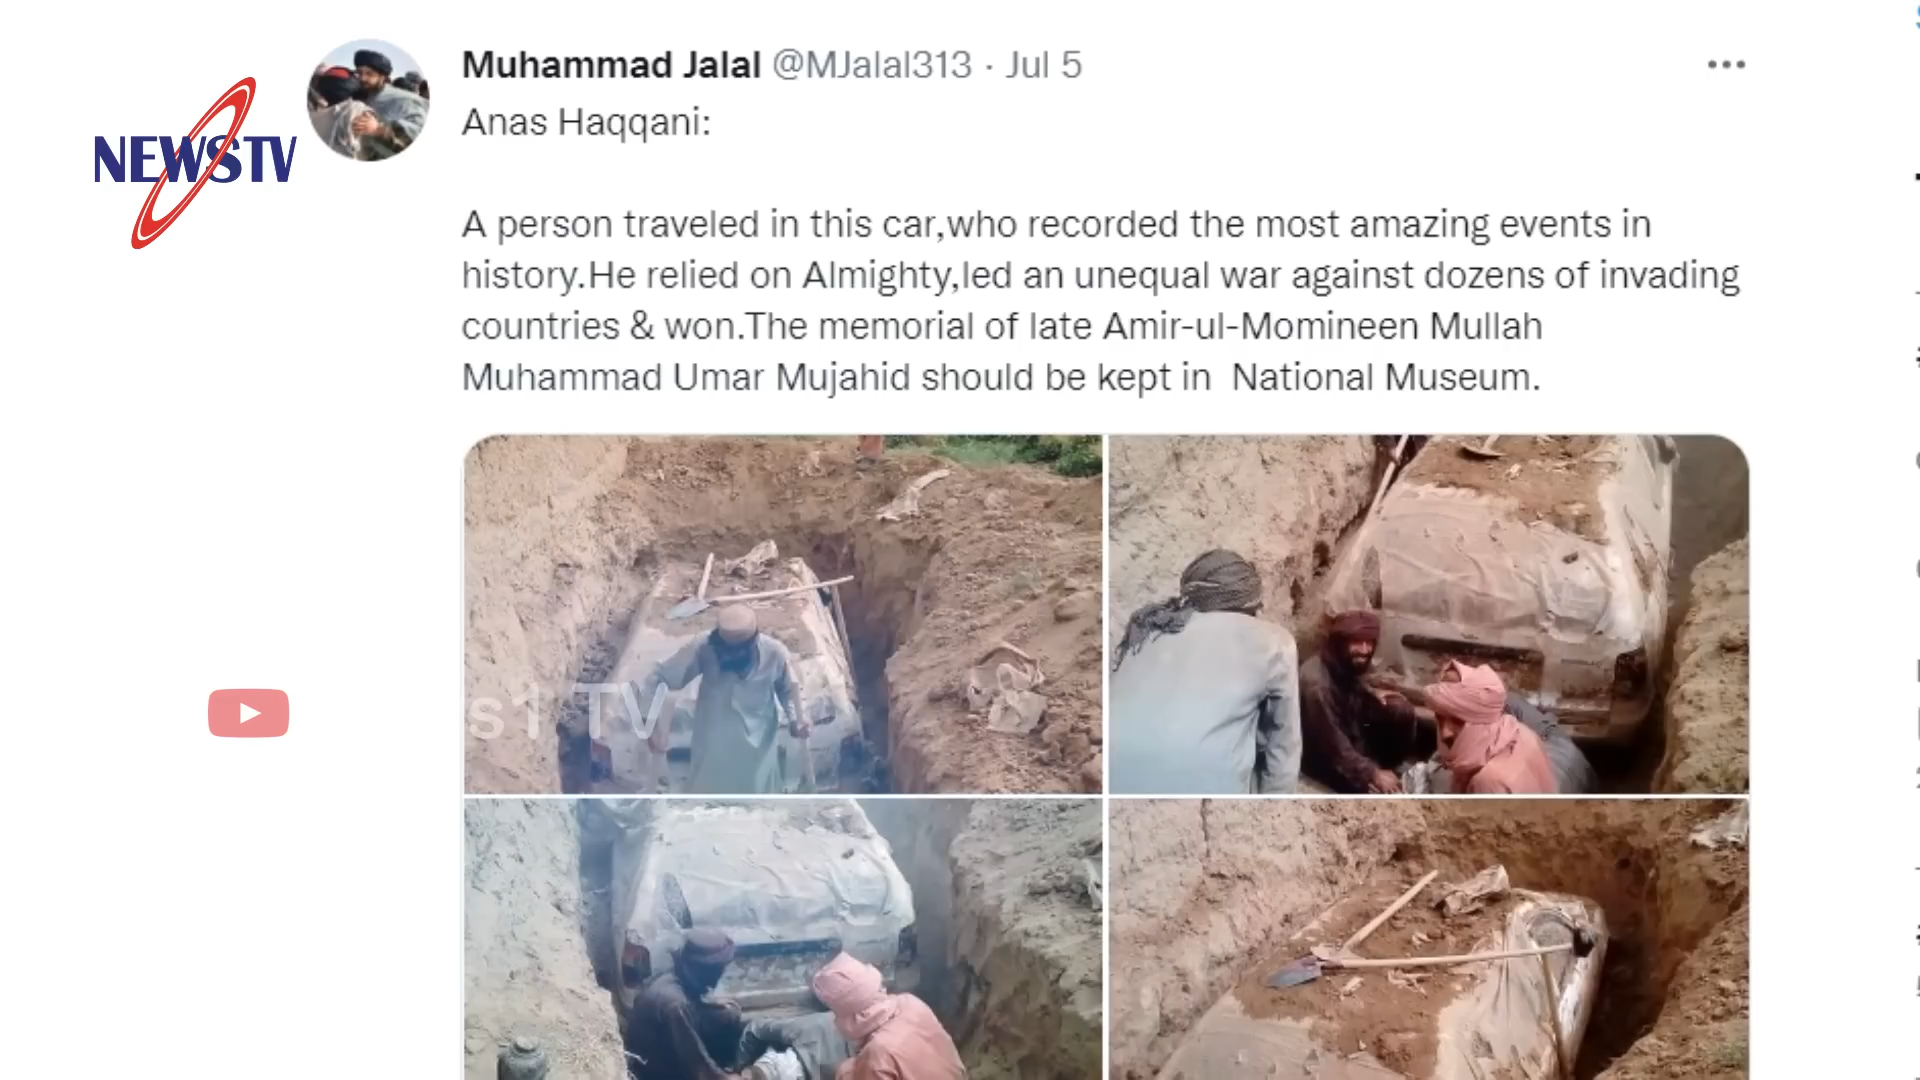 Muhammad Jalal @MJalal313 · Jul 5
Anas Haqqani:
NEWSTV
A person traveled in this car,who recorded the most amazing events in
history.He relied on Almighty,led an unequal war against dozens of invading
countries & won.The memorial of late Amir-ul-Momineen Mullah
Muhammad Umar Mujahid should be kept in  National Museum.
s1 TV